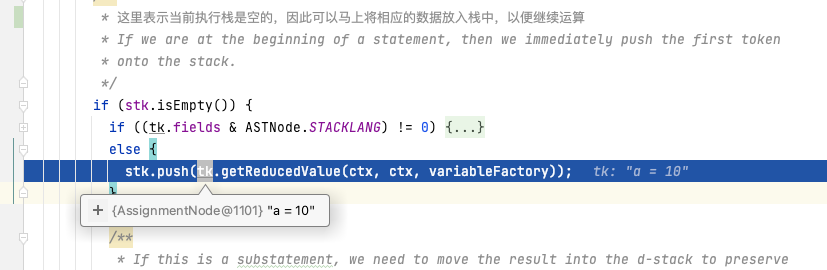 * 这里表示当前执行栈是空的，因此可以马上将相应的数据放入栈中，以便继续运算
* If we are at the beginning of a statement, then we immediately push the first token
* onto the stack.
*/
if (stk.isEmpty()) {
if ((tk.fields & ASTNode.STACKLANG) != 0) {...}
else {
stk.push(tk.getReducedValue(ctx, ctx, variableFactory)); tk: "a = 10"
}
+ {AssignmentNode@1101} "a = 10"
/**
* If this is a substatement, we need to move the result into the d-stack to preserve